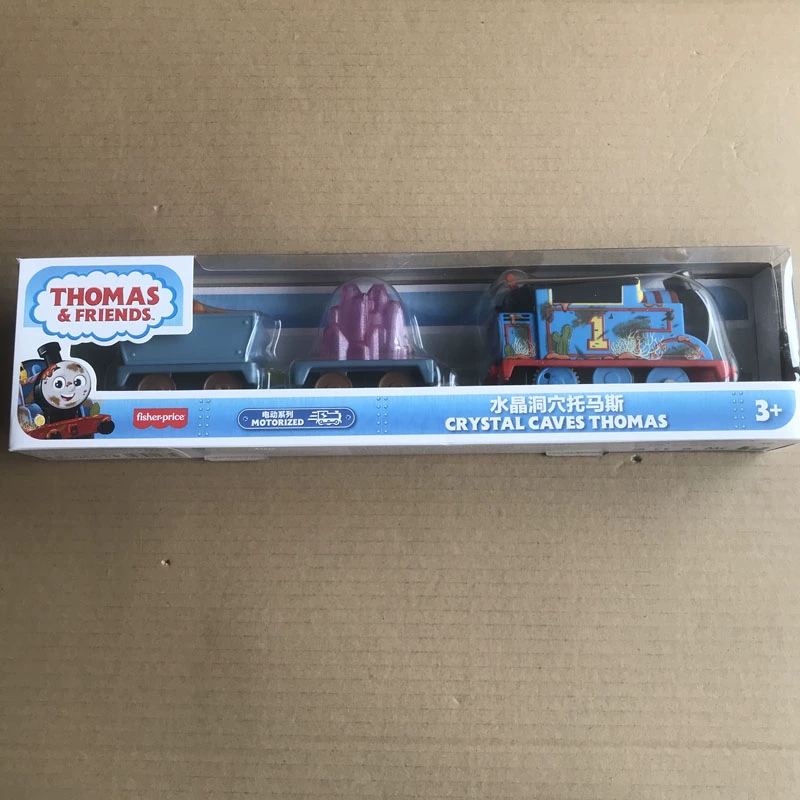 THOMAS
& FRIENDS™
1
fisher-price
电动系列
MOTORIZED
水晶洞穴托马斯
CRYSTAL CAVES THOMAS
3+